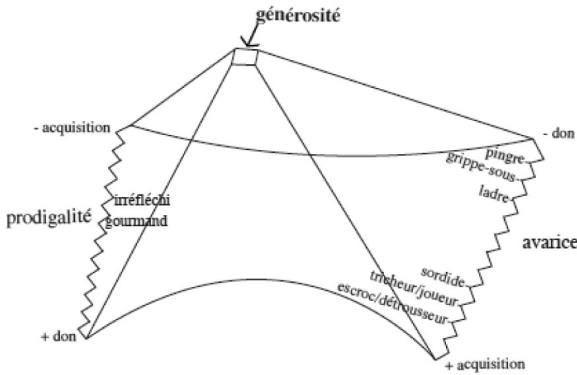 générosité
- acquisition
- don
pingre
grippe-sous
ladre
irréfléchi
gourmand
prodigalité
avarice
sordide
tricheur/joueur
escroc/détrousseur
+ don
+ acquisition